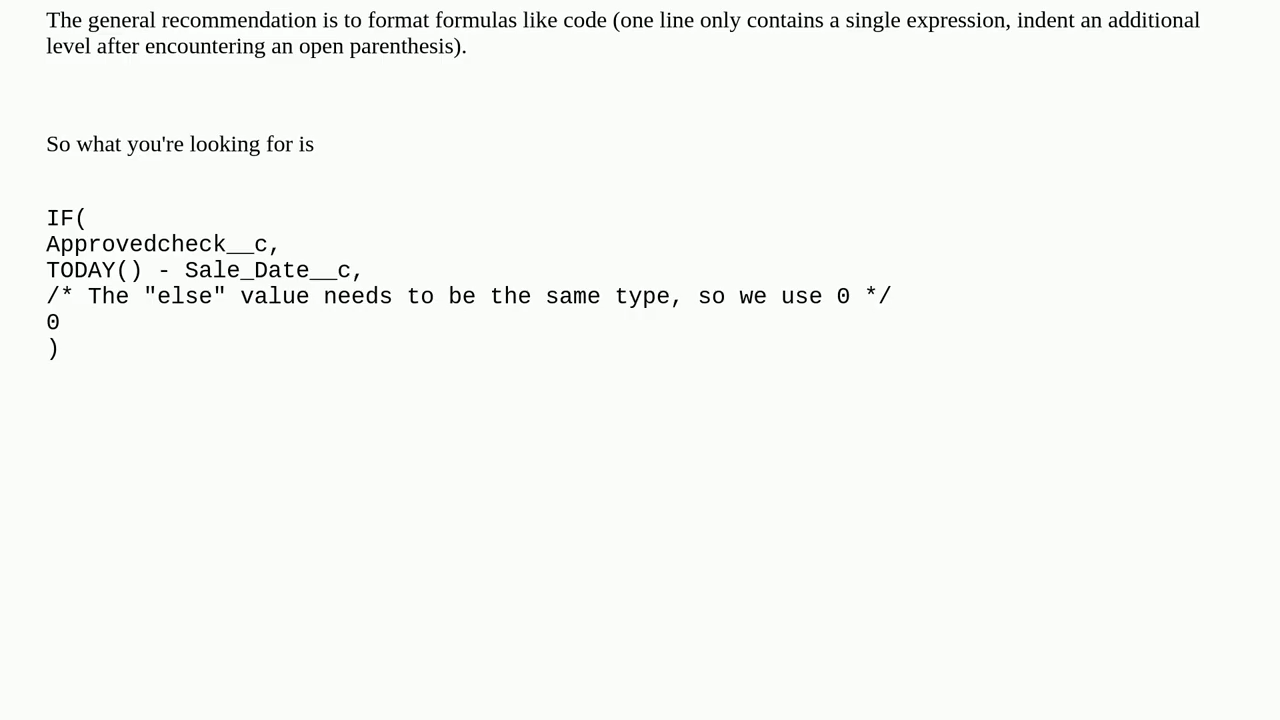 The general recommendation is to format formulas like code (one line only contains a single expression, indent an additional
level after encountering an open parenthesis).
So what you're looking for is
IF(
Approvedcheck__c,
TODAY() - Sale_Date__c,
/* The "else" value needs to be the same type, so we use 0 */
0
)